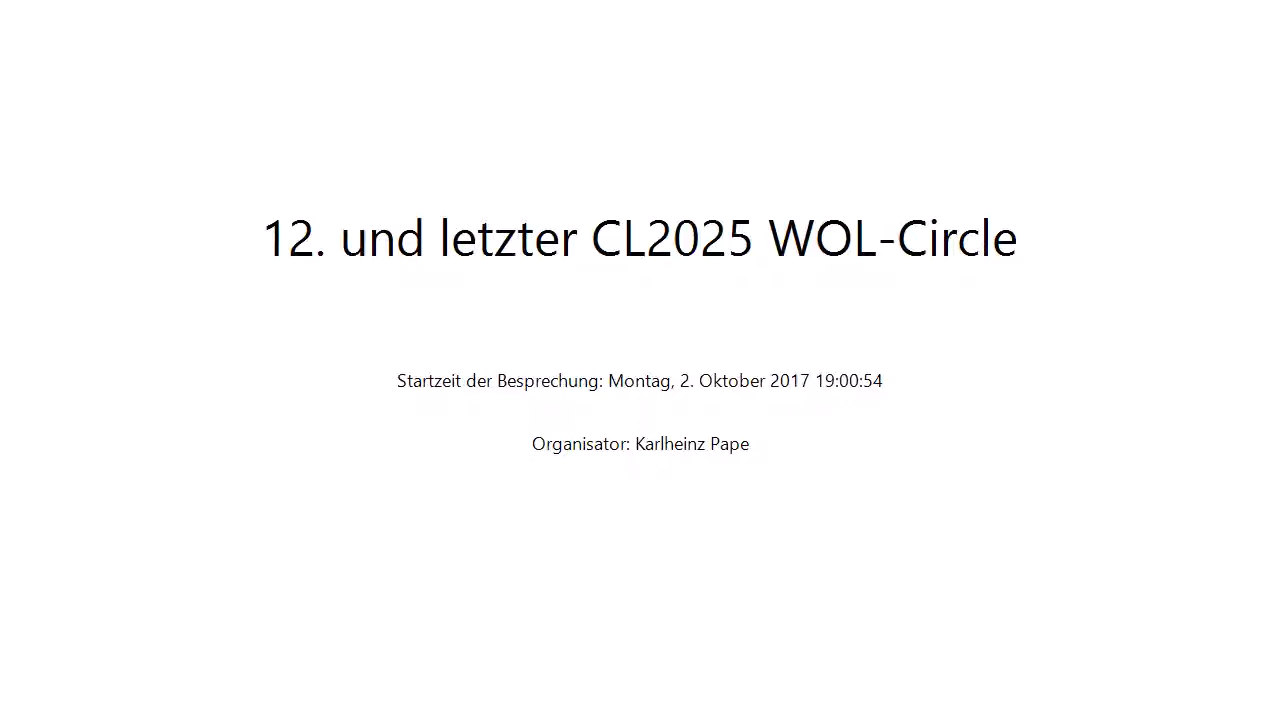 12. und letzter CL2025 WOL-Circle
Startzeit der Besprechung: Montag, 2. Oktober 2017 19:00:54
Organisator: Karlheinz Pape